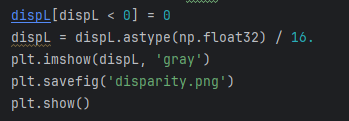 dispL[dispL < 0] = 0
dispL = dispL.astype(np.float32) / 16.
plt.imshow(dispL, 'gray')
plt.savefig('disparity.png')
plt.show()